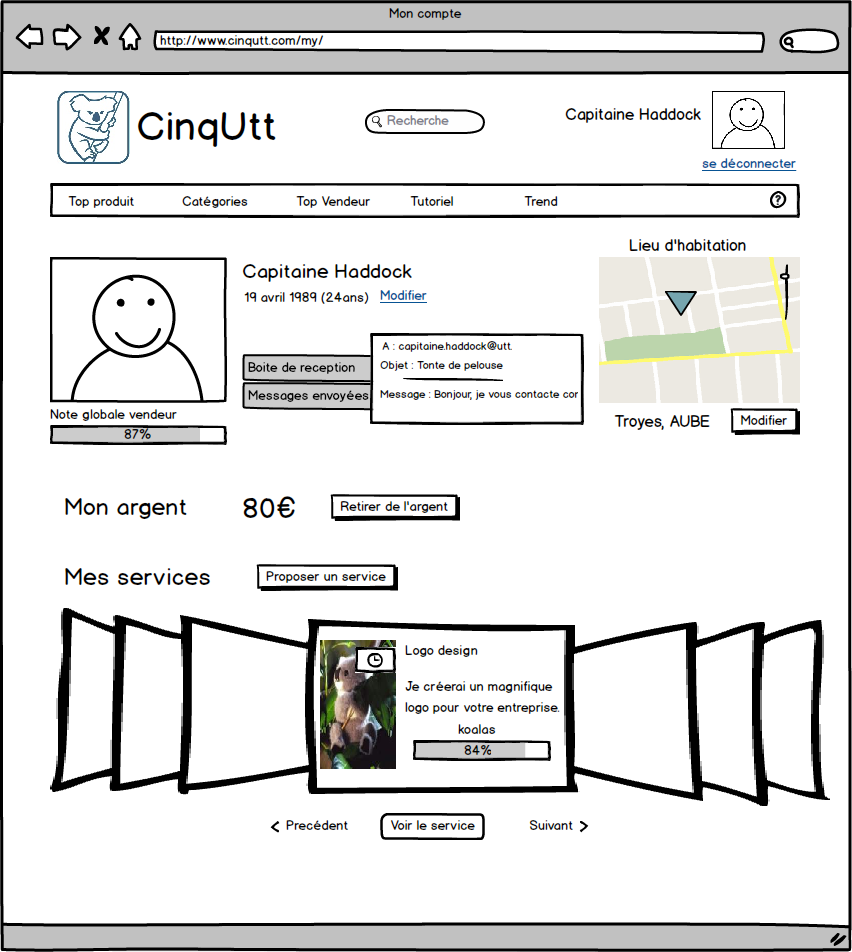 Mon compte
http://www.cinqutt.com/my/
CinqUtt
Recherche
Capitaine Haddock
se déconnecter
Top produit
Catégories
Top Vendeur
Tutoriel
Trend
?
Lieu d'habitation
Capitaine Haddock
19 avril 1989 (24ans)
Modifier
A : capitaine.haddock@utt.
Boite de reception
Objet : Tonte de pelouse
Messages envoyées
Message : Bonjour, je vous contacte cor
Note globale vendeur
87%
Troyes, AUBE
Modifier
Mon argent
80€
Retirer de l'argent
Mes services
Proposer un service
Logo design
Je créerai un magnifique
logo pour votre entreprise.
koalas
84%
Precédent
Voir le service
Suivant